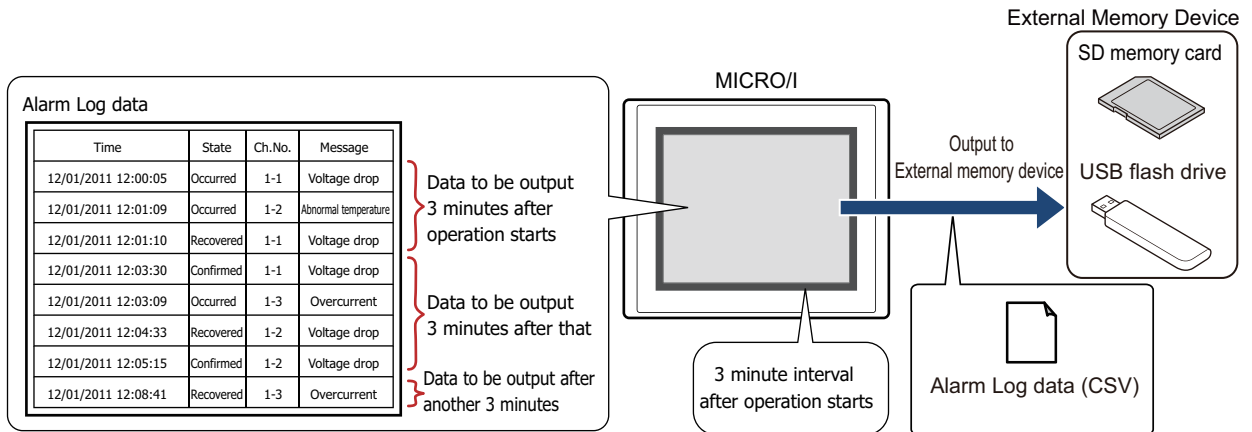 External Memory Device
SD memory card
USB flash drive
MICRO/I
Output to
External memory device
Alarm Log data
Time State Ch.No. Message
12/01/2011 12:00:05 Occurred 1-1 Voltage drop
12/01/2011 12:01:09 Occurred 1-2 Abnormal temperature
12/01/2011 12:01:10 Recovered 1-1 Voltage drop
12/01/2011 12:03:30 Confirmed 1-1 Voltage drop
12/01/2011 12:03:09 Occurred 1-3 Overcurrent
12/01/2011 12:04:33 Recovered 1-2 Voltage drop
12/01/2011 12:05:15 Confirmed 1-2 Voltage drop
12/01/2011 12:08:41 Recovered 1-3 Overcurrent
Data to be output
3 minutes after
operation starts
Data to be output
3 minutes after that
Data to be output after
another 3 minutes
3 minute interval
after operation starts
Alarm Log data (CSV)